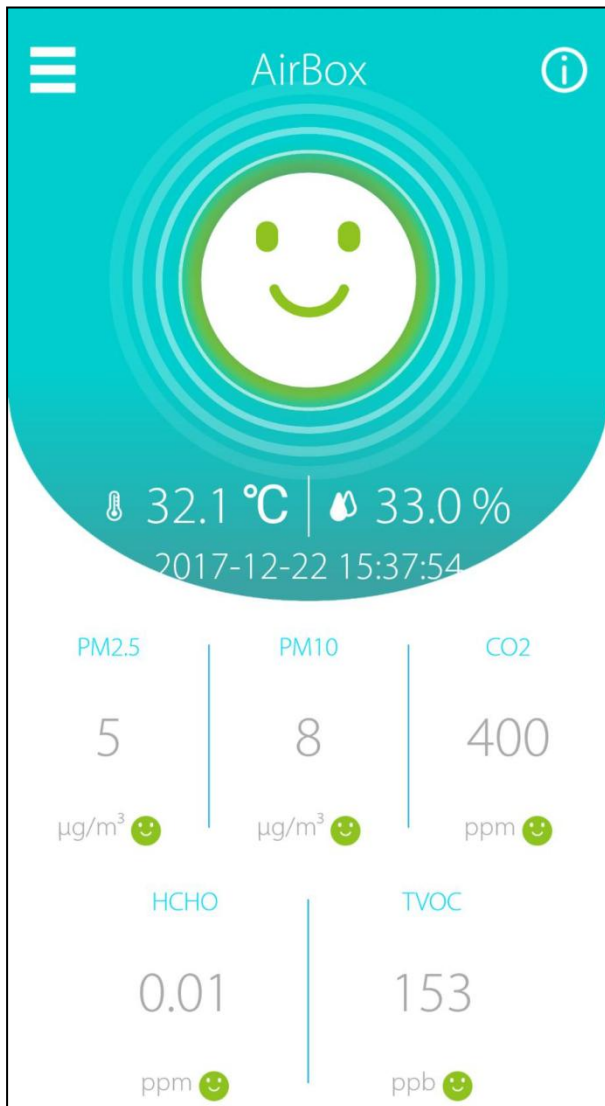 AirBox
32.1 ℃ 33.0 %
2017-12-22 15:37:54
PM2.5 PM10 CO2
5 8 400
µg/m³ µg/m³ ppm
HCHO TVOC
0.01 153
ppm ppb